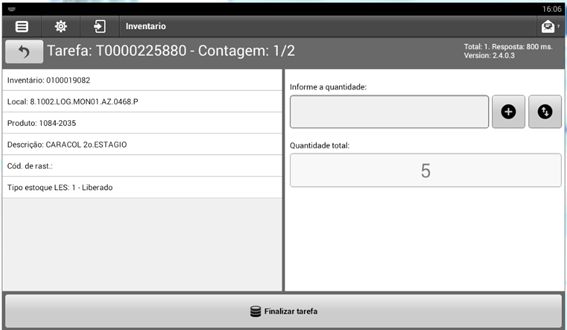 16:06
Inventario
Tarefa: T0000225880 - Contagem: 1/2
Total: 1. Resposta: 800 ms.
Version: 2.4.0.3
Inventário: 0100019082
Local: 8.1002.LOG.MON01.AZ.0468.P
Produto: 1084-2035
Descrição: CARACOL 2o.ESTAGIO
Cód. de rast.:
Tipo estoque LES: 1 - Liberado
Informe a quantidade:
Quantidade total:
5
Finalizar tarefa